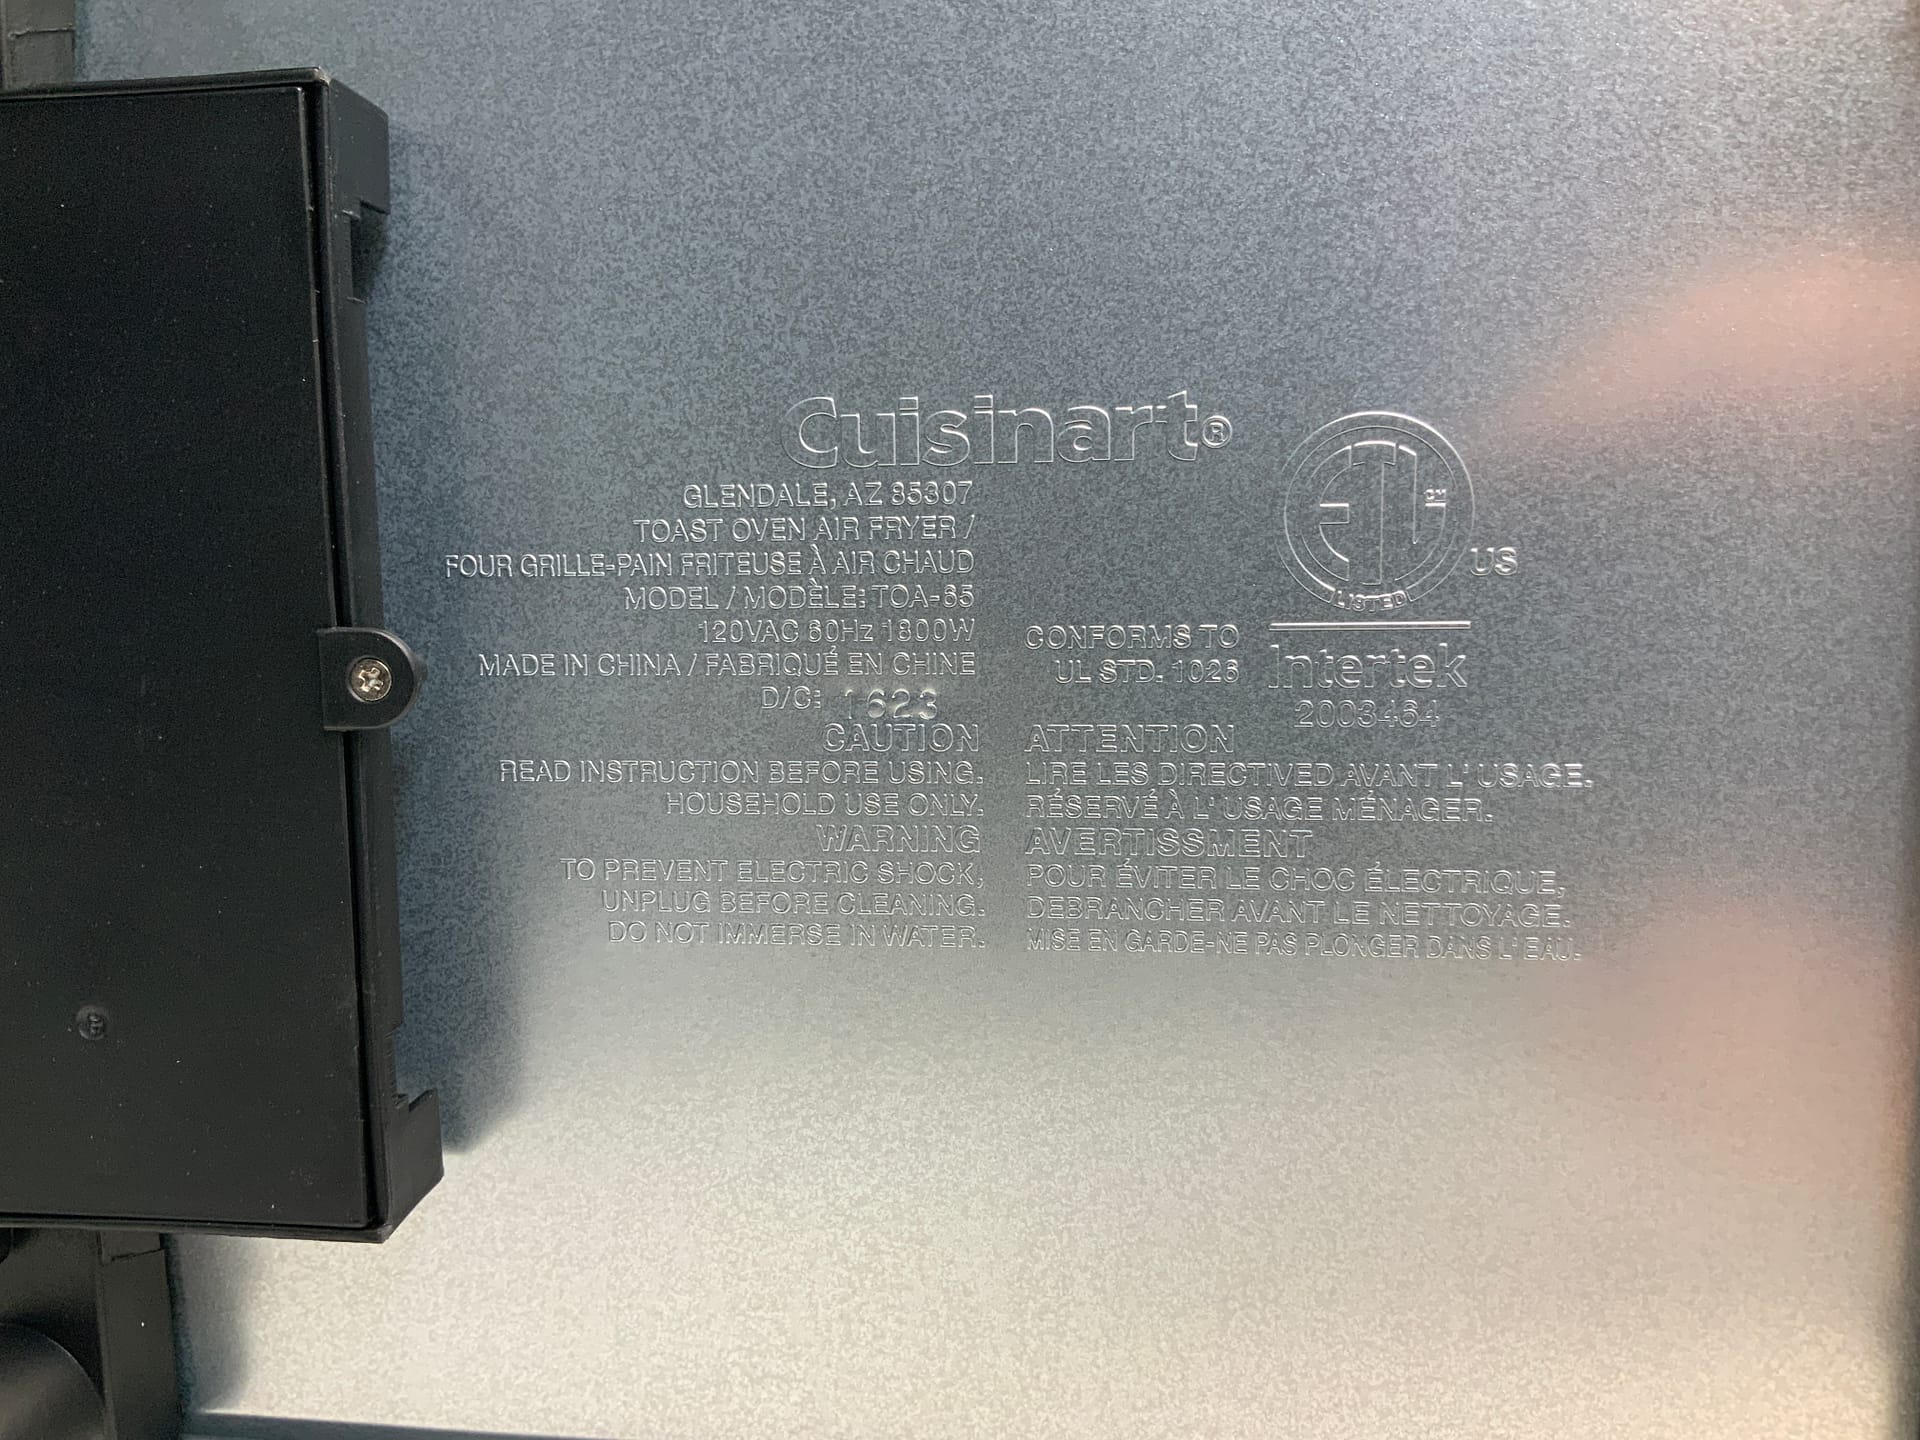 Cuisinart®
GLENDALE, AZ 85307
TOAST OVEN AIR FRYER /
FOUR GRILLE-PAIN FRITEUSE À AIR CHAUD
MODEL / MODÈLE: TOA-65
120VAC 60Hz 1800W
MADE IN CHINA / FABRIQUÉ EN CHINE
D/C: 1623
CAUTION
READ INSTRUCTION BEFORE USING.
HOUSEHOLD USE ONLY.
WARNING
TO PREVENT ELECTRIC SHOCK,
UNPLUG BEFORE CLEANING.
DO NOT IMMERSE IN WATER.
ETL CM
US
LISTED
CONFORMS TO
UL STD. 1026
Intertek
2003464
ATTENTION
LIRE LES DIRECTIVED AVANT L' USAGE.
RÉSERVÉ À L' USAGE MÉNAGER.
AVERTISSMENT
POUR ÉVITER LE CHOC ÉLECTRIQUE,
DEBRANCHER AVANT LE NETTOYAGE.
MISE EN GARDE-NE PAS PLONGER DANS L' EAU.